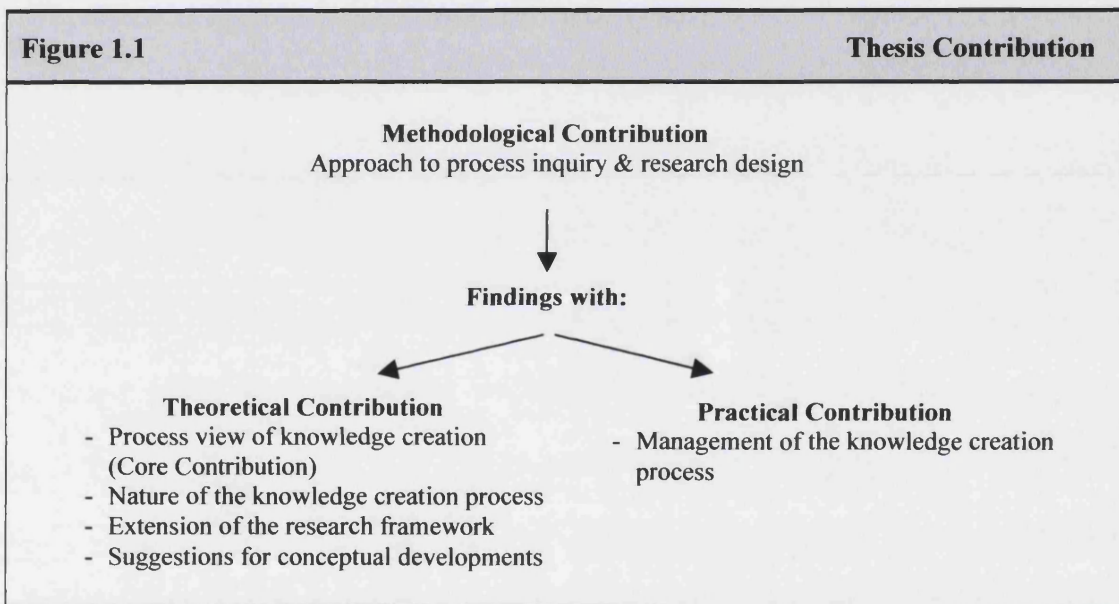 Figure 1.1 Thesis Contribution
Methodological Contribution
Approach to process inquiry & research design
Findings with:
Theoretical Contribution
- Process view of knowledge creation
(Core Contribution)
- Nature of the knowledge creation process
- Extension of the research framework
- Suggestions for conceptual developments
Practical Contribution
- Management of the knowledge creation
process